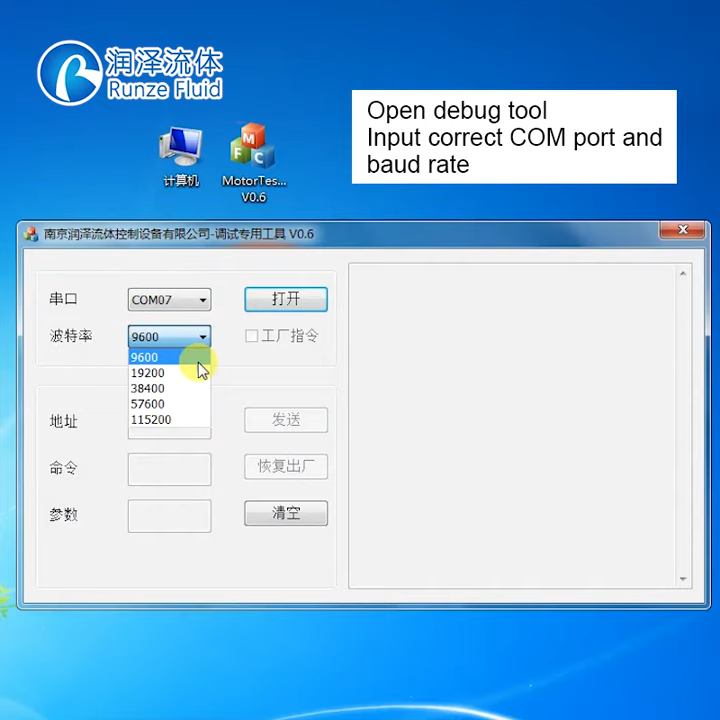 润泽流体
Runze Fluid
Open debug tool
Input correct COM port and
baud rate
计算机
M
F
C
MotorTes...
V0.6
南京润泽流体控制设备有限公司-调试专用工具 V0.6
串口
COM07
打开
波特率
9600
工厂指令
9600
19200
38400
57600
115200
地址
发送
命令
恢复出厂
参数
清空